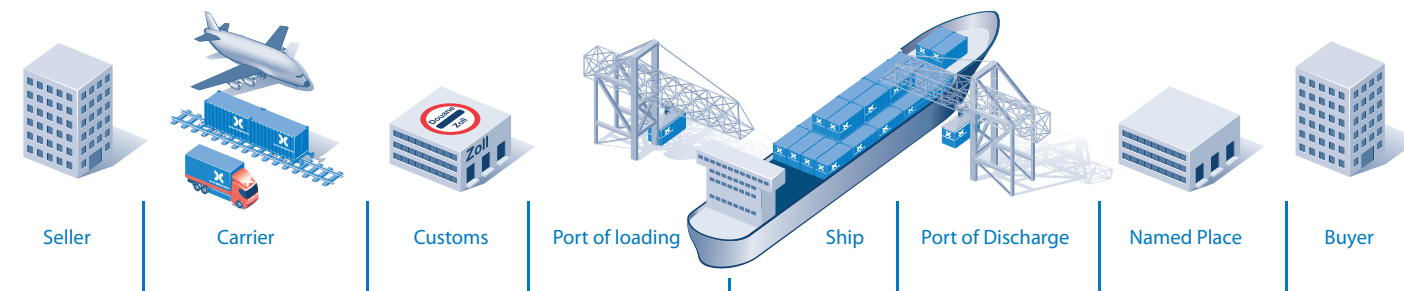 Douane
Zoll
Zoll
Seller
Carrier
Customs
Port of loading
Ship
Port of Discharge
Named Place
Buyer